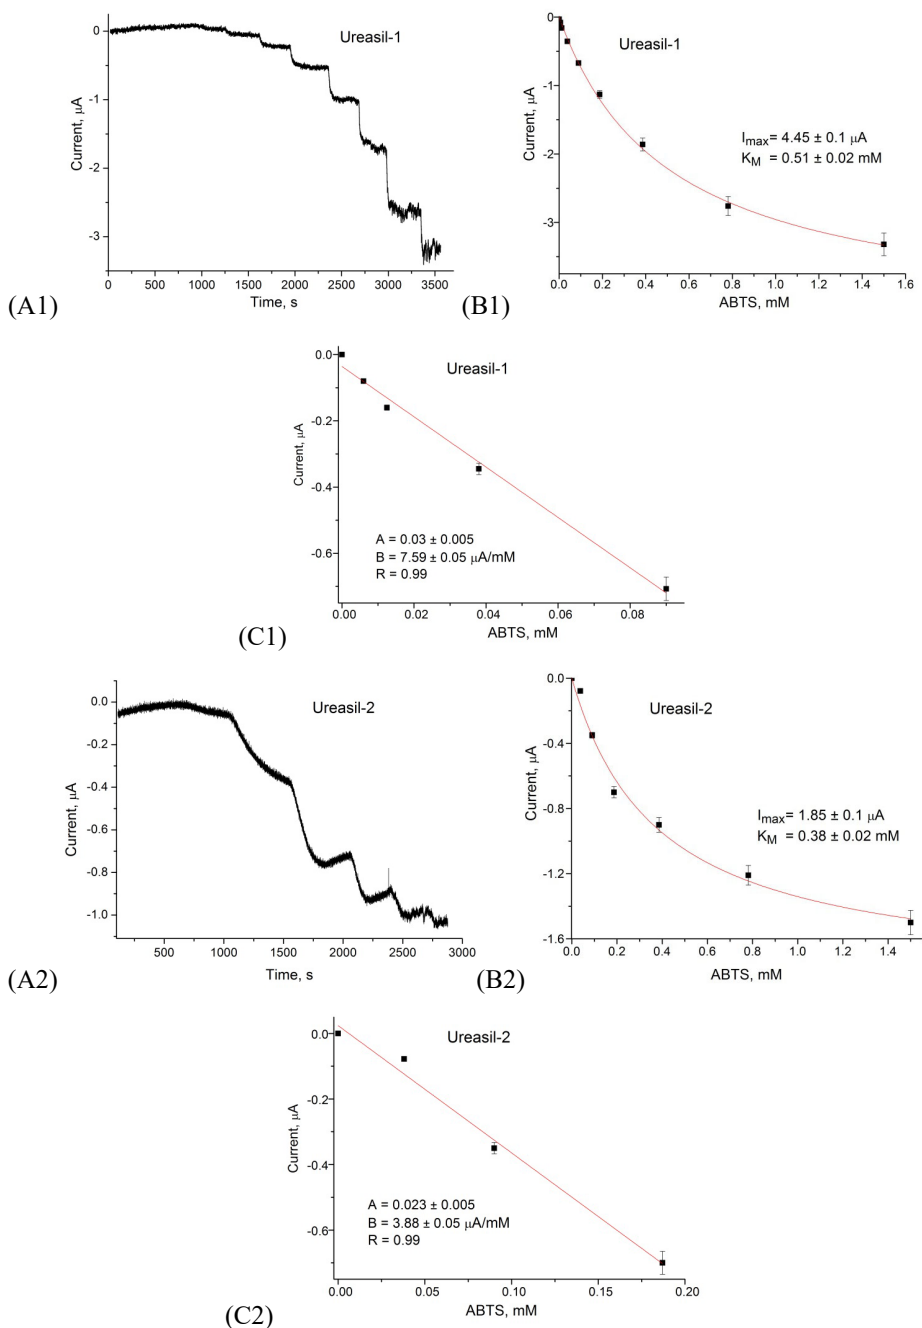 Ureasil-1
Current, µA
0
-1
-2
-3
0 500 1000 1500 2000 2500 3000 3500
Time, s
(A1)
Ureasil-1
Current, µA
0
-1
-2
-3
Imax= 4.45 ± 0.1 µA
KM = 0.51 ± 0.02 mM
0.0 0.2 0.4 0.6 0.8 1.0 1.2 1.4 1.6
ABTS, mM
(B1)
Ureasil-1
Current, µA
0.0
-0.2
-0.4
-0.6
A = 0.03 ± 0.005
B = 7.59 ± 0.05 µA/mM
R = 0.99
0.00 0.02 0.04 0.06 0.08
ABTS, mM
(C1)
Ureasil-2
Current, µA
0.0
-0.2
-0.4
-0.6
-0.8
-1.0
500 1000 1500 2000 2500 3000
Time, s
(A2)
Ureasil-2
Current, µA
0.0
-0.4
-0.8
-1.2
-1.6
Imax= 1.85 ± 0.1 µA
KM = 0.38 ± 0.02 mM
0.0 0.2 0.4 0.6 0.8 1.0 1.2 1.4
ABTS, mM
(B2)
Ureasil-2
Current, µA
0.0
-0.2
-0.4
-0.6
A = 0.023 ± 0.005
B = 3.88 ± 0.05 µA/mM
R = 0.99
0.00 0.05 0.10 0.15 0.20
ABTS, mM
(C2)